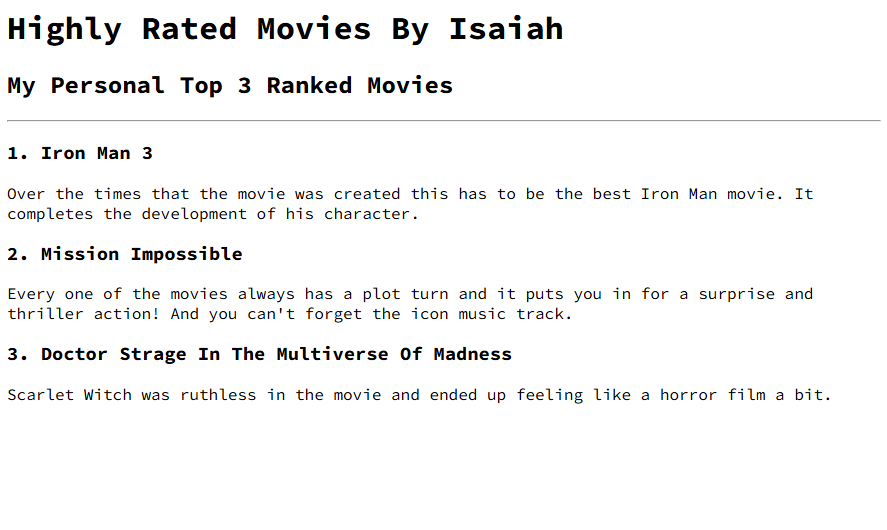 Highly Rated Movies By Isaiah
My Personal Top 3 Ranked Movies
1. Iron Man 3
Over the times that the movie was created this has to be the best Iron Man movie. It
completes the development of his character.
2. Mission Impossible
Every one of the movies always has a plot turn and it puts you in for a surprise and
thriller action! And you can't forget the icon music track.
3. Doctor Strage In The Multiverse Of Madness
Scarlet Witch was ruthless in the movie and ended up feeling like a horror film a bit.